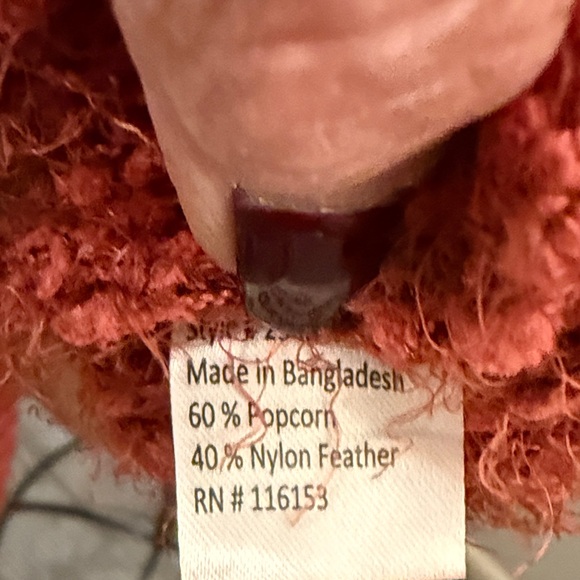 Made in Bangladesh
60 % Popcorn
40 % Nylon Feather
RN # 116153